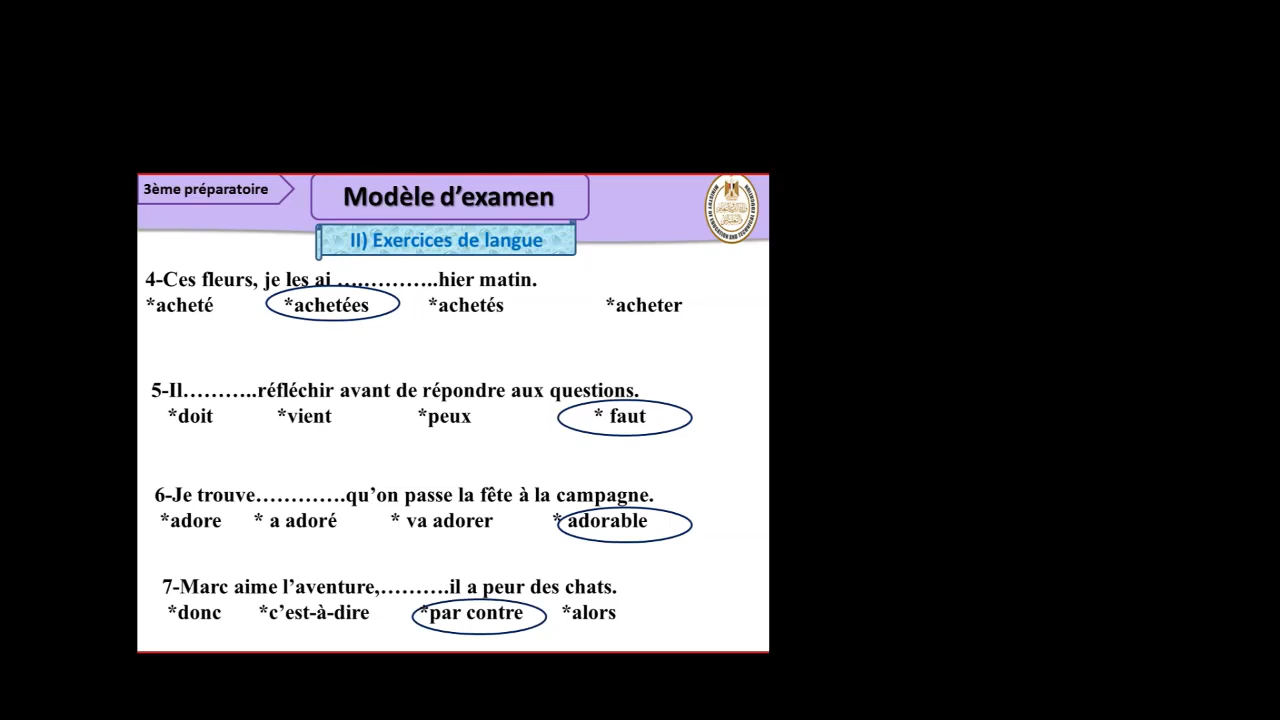 3ème préparatoire
Modèle d’examen
II) Exercices de langue
4-Ces fleurs, je les ai ….………..hier matin.
*acheté *achetées *achetés *acheter
5-Il………..réfléchir avant de répondre aux questions.
*doit *vient *peux * faut
6-Je trouve………….qu’on passe la fête à la campagne.
*adore * a adoré * va adorer * adorable
7-Marc aime l’aventure,……….il a peur des chats.
*donc *c’est-à-dire *par contre *alors